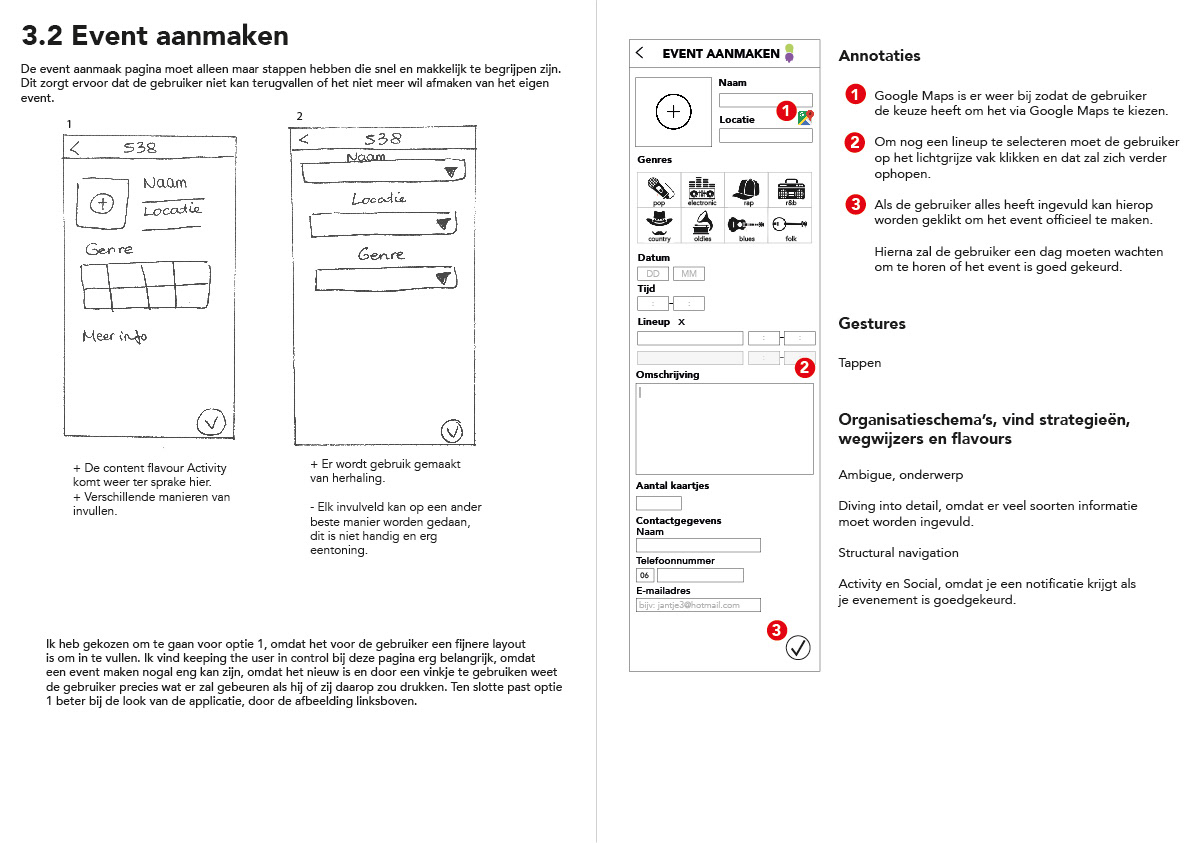 3.2 Event aanmaken
De event aanmaak pagina moet alleen maar stappen hebben die snel en makkelijk te begrijpen zijn.
Dit zorgt ervoor dat de gebruiker niet kan terugvallen of het niet meer wil afmaken van het eigen
event.
1
< 538
Naam
Locatie
Genre
Meer info
+ De content flavour Activity
komt weer ter sprake hier.
+ Verschillende manieren van
invullen.
2
< 538
Naam
Locatie
Genre
+ Er wordt gebruik gemaakt
van herhaling.
- Elk invulveld kan op een ander
beste manier worden gedaan,
dit is niet handig en erg
eentoning.
Ik heb gekozen om te gaan voor optie 1, omdat het voor de gebruiker een fijnere layout
is om in te vullen. Ik vind keeping the user in control bij deze pagina erg belangrijk, omdat
een event maken nogal eng kan zijn, omdat het nieuw is en door een vinkje te gebruiken weet
de gebruiker precies wat er zal gebeuren als hij of zij daarop zou drukken. Ten slotte past optie
1 beter bij de look van de applicatie, door de afbeelding linksboven.
< EVENT AANMAKEN
Naam
1
Locatie
Genres
pop electronic rap r&b
country oldies blues folk
Datum
DD MM
Tijd
: - :
Lineup X
: - :
: -
2
Omschrijving
Aantal kaartjes
Contactgegevens
Naam
Telefoonnummer
06
E-mailadres
bijv: jantje3@hotmail.com
3
Annotaties
1 Google Maps is er weer bij zodat de gebruiker
de keuze heeft om het via Google Maps te kiezen.
2 Om nog een lineup te selecteren moet de gebruiker
op het lichtgrijze vak klikken en dat zal zich verder
ophopen.
3 Als de gebruiker alles heeft ingevuld kan hierop
worden geklikt om het event officieel te maken.
Hierna zal de gebruiker een dag moeten wachten
om te horen of het event is goed gekeurd.
Gestures
Tappen
Organisatieschema's, vind strategieën,
wegwijzers en flavours
Ambigue, onderwerp
Diving into detail, omdat er veel soorten informatie
moet worden ingevuld.
Structural navigation
Activity en Social, omdat je een notificatie krijgt als
je evenement is goedgekeurd.